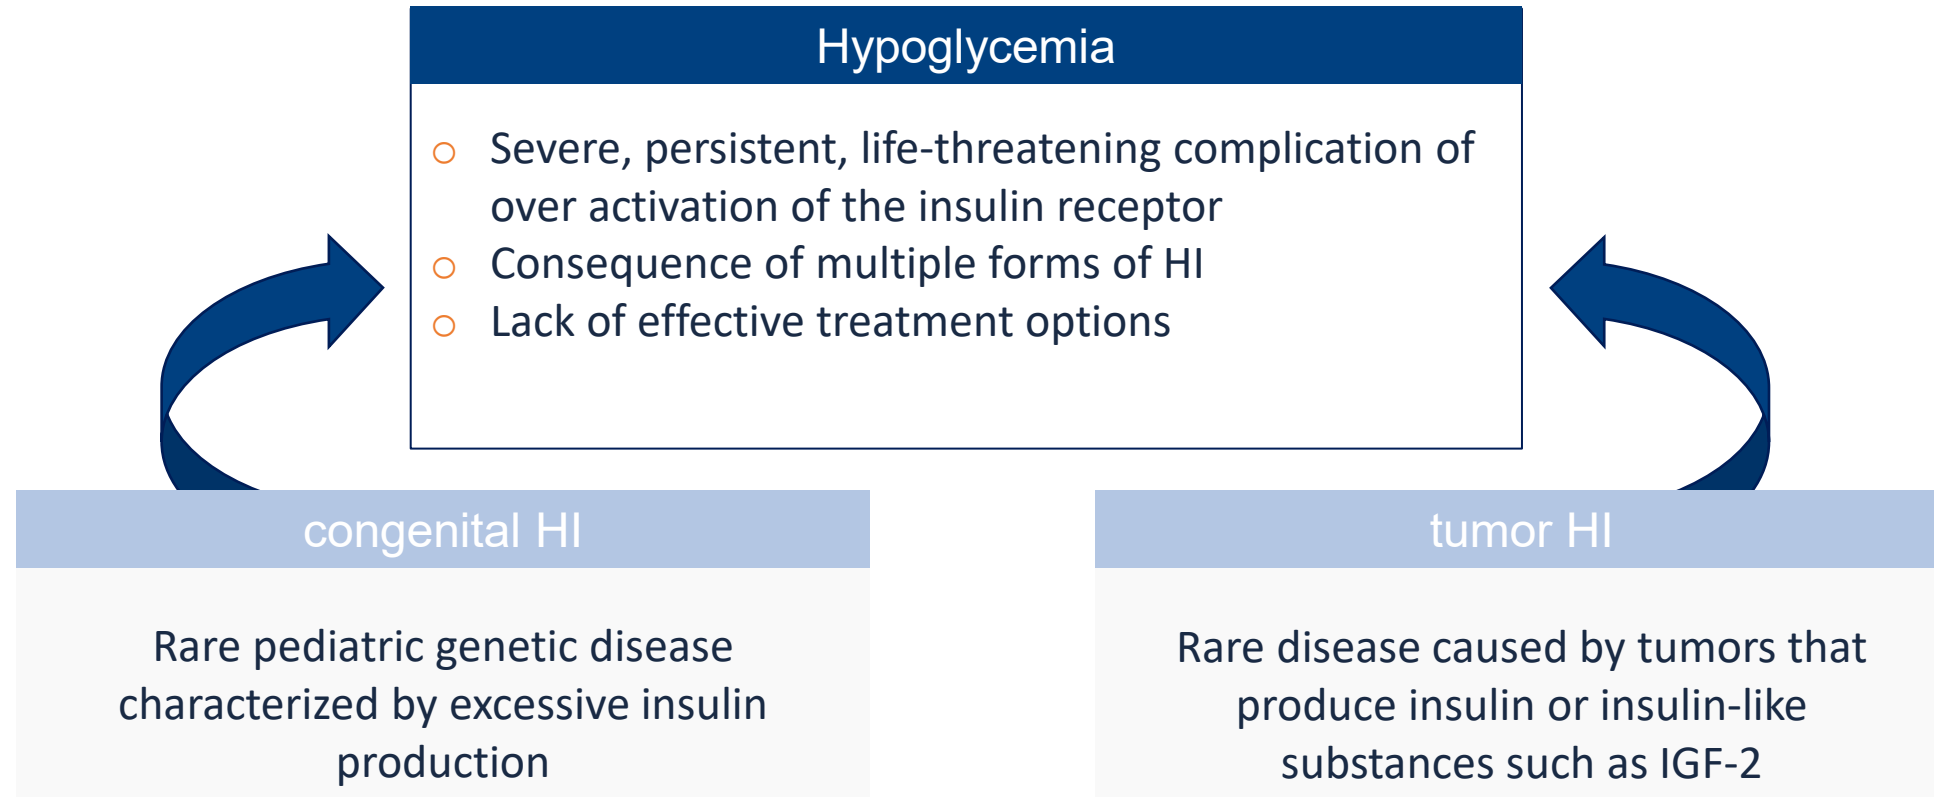 Hypoglycemia
○ Severe, persistent, life-threatening complication of
over activation of the insulin receptor
○ Consequence of multiple forms of HI
○ Lack of effective treatment options
congenital HI
Rare pediatric genetic disease
characterized by excessive insulin
production
tumor HI
Rare disease caused by tumors that
produce insulin or insulin-like
substances such as IGF-2